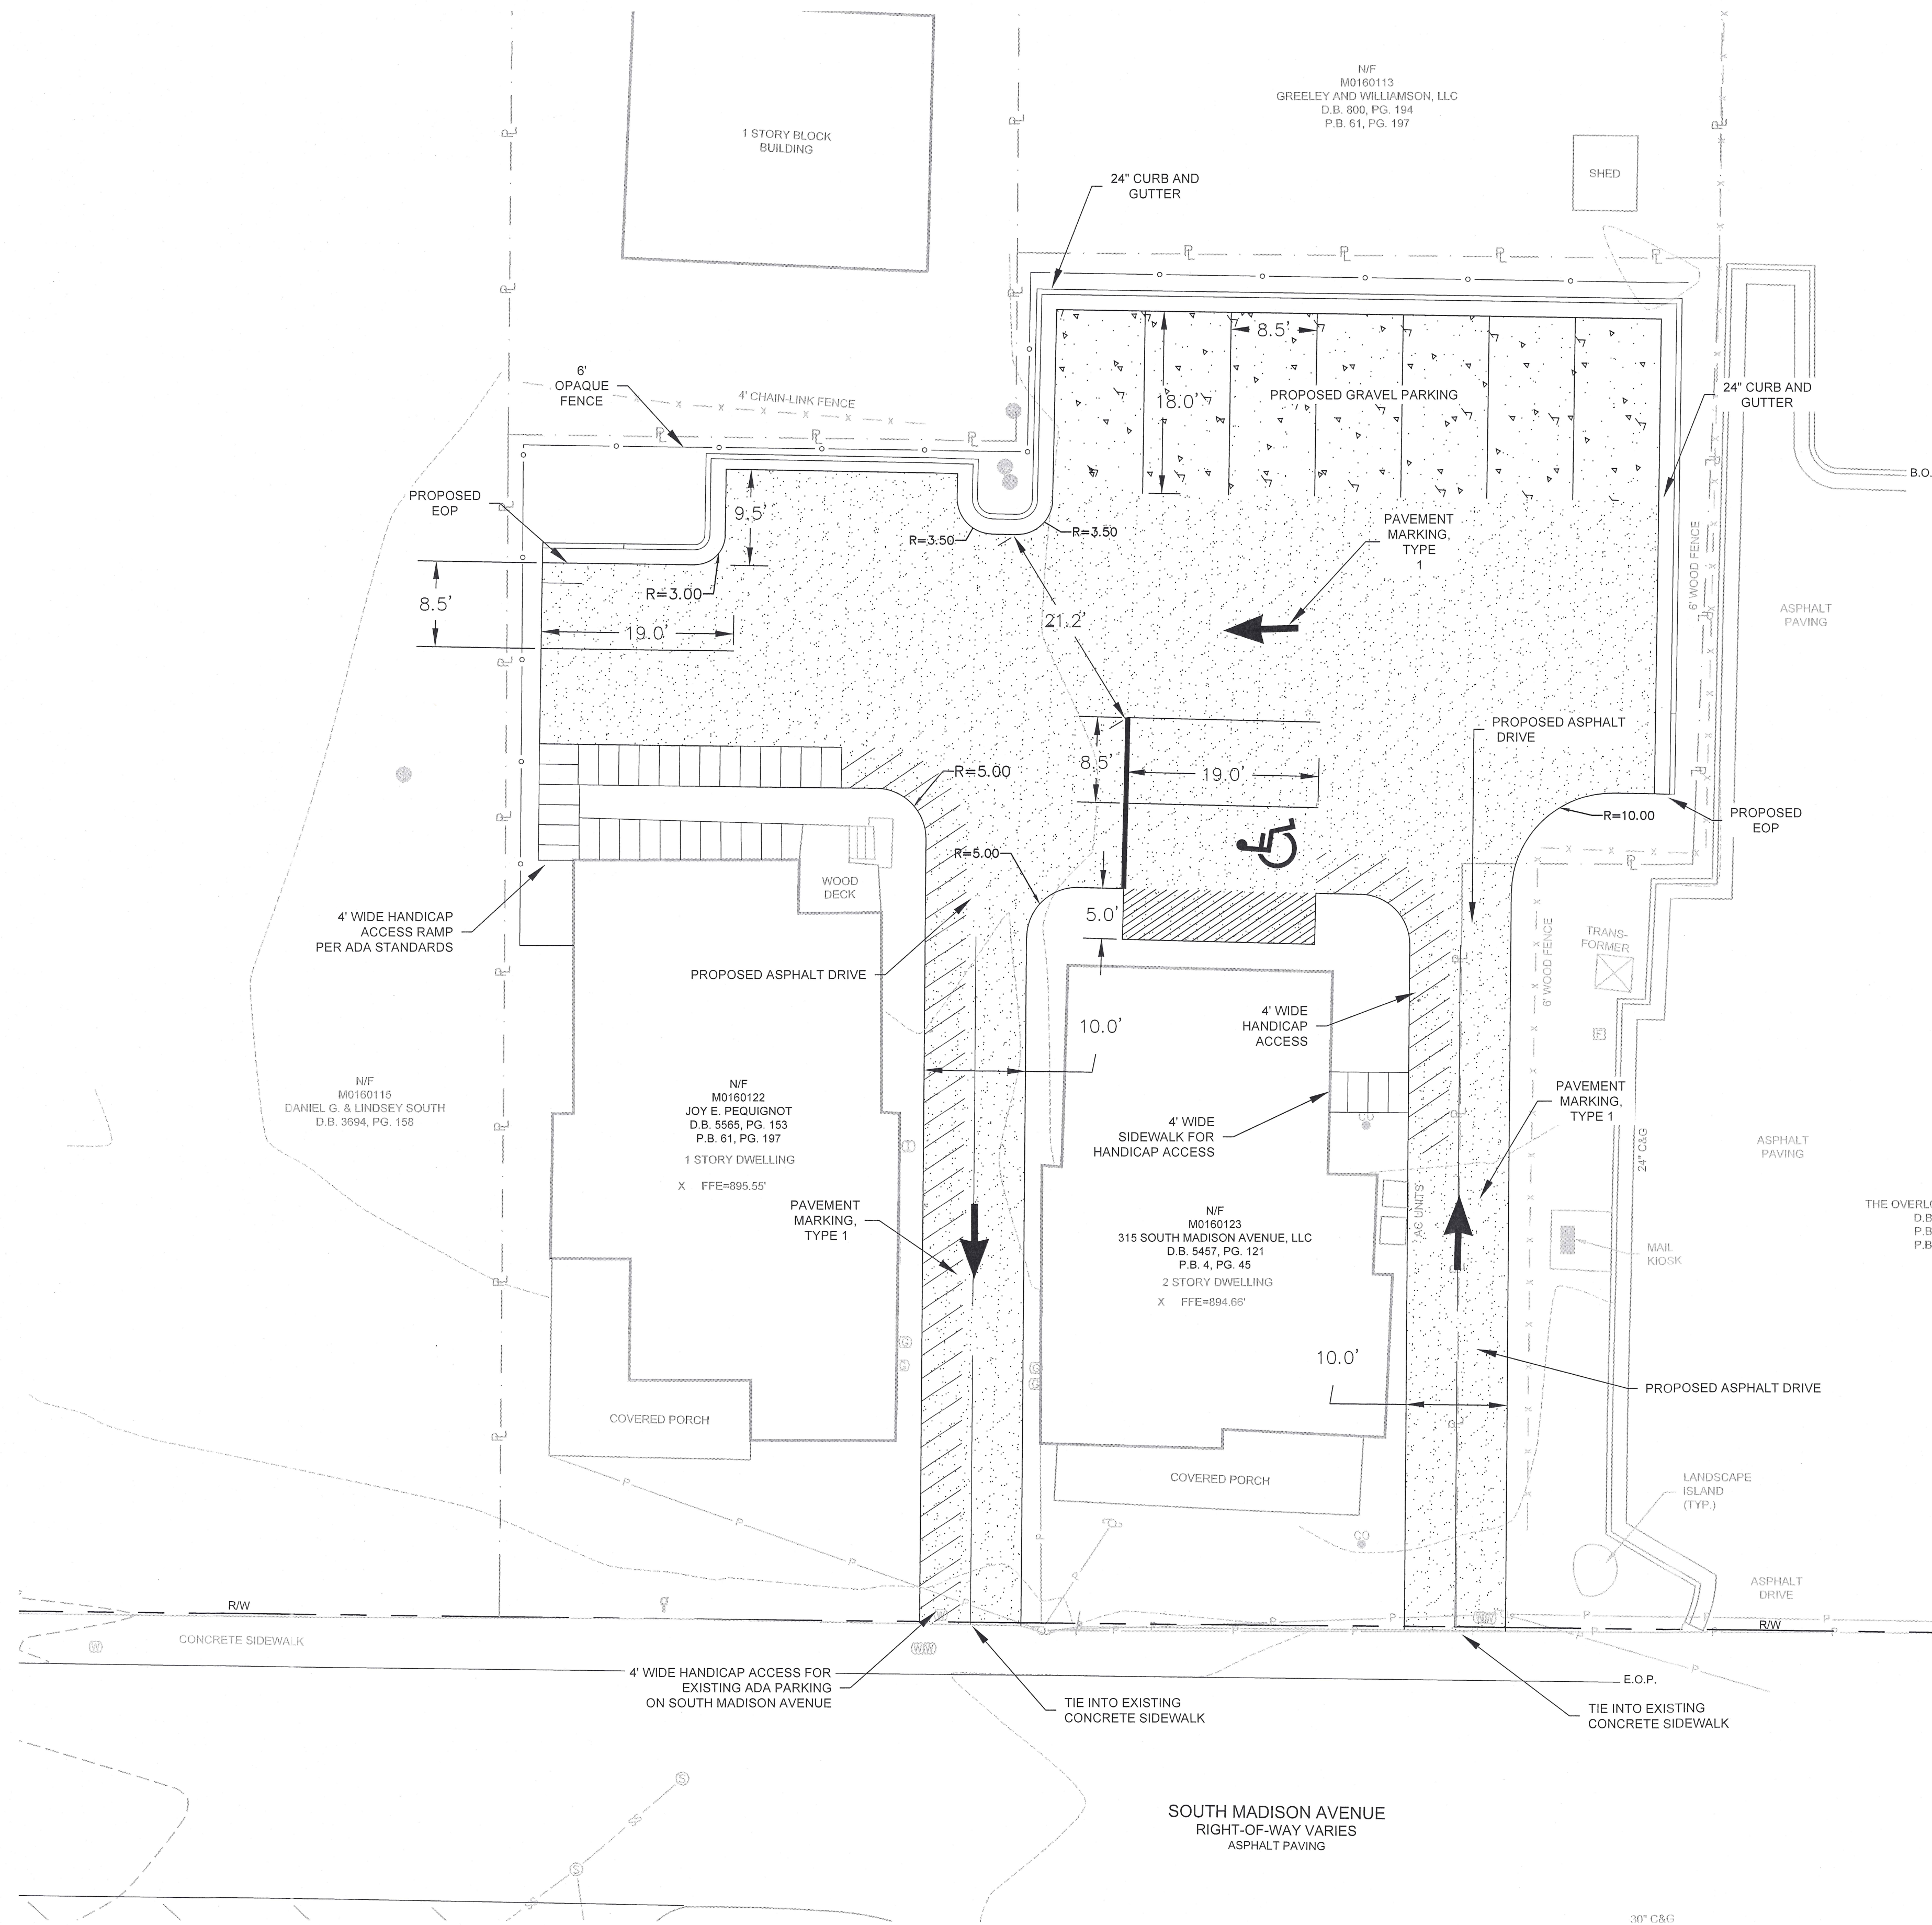 N/F
M0160113
GREELEY AND WILLIAMSON, LLC
D.B. 800, PG. 194
P.B. 61, PG. 197
1 STORY BLOCK
BUILDING
SHED
24" CURB AND
GUTTER
8.5'
18.0'
PROPOSED GRAVEL PARKING
24" CURB AND
GUTTER
6'
OPAQUE
FENCE
4' CHAIN-LINK FENCE
B.O.
PROPOSED
EOP
9.5'
R=3.50
R=3.50
PAVEMENT
MARKING,
TYPE
1
6' WOOD FENCE
8.5'
R=3.00
19.0'
21.2'
ASPHALT
PAVING
PROPOSED ASPHALT
DRIVE
8.5'
19.0'
R=5.00
R=10.00
PROPOSED
EOP
R=5.00
WOOD
DECK
4' WIDE HANDICAP
ACCESS RAMP
PER ADA STANDARDS
5.0'
TRANS-
FORMER
6' WOOD FENCE
PROPOSED ASPHALT DRIVE
4' WIDE
HANDICAP
ACCESS
10.0'
F
N/F
M0160115
DANIEL G. & LINDSEY SOUTH
D.B. 3694, PG. 158
N/F
M0160122
JOY E. PEQUIGNOT
D.B. 5565, PG. 153
P.B. 61, PG. 197
1 STORY DWELLING
X FFE=895.55'
PAVEMENT
MARKING,
TYPE 1
4' WIDE
SIDEWALK FOR
HANDICAP ACCESS
CO
24" C&G
ASPHALT
PAVING
PAVEMENT
MARKING,
TYPE 1
AC UNITS
N/F
M0160123
315 SOUTH MADISON AVENUE, LLC
D.B. 5457, PG. 121
P.B. 4, PG. 45
2 STORY DWELLING
X FFE=894.66'
THE OVERLO
D.B
P.B
P.B
MAIL
KIOSK
10.0'
PROPOSED ASPHALT DRIVE
COVERED PORCH
COVERED PORCH
LANDSCAPE
ISLAND
(TYP.)
CO
ASPHALT
DRIVE
R/W
R/W
CONCRETE SIDEWALK
4' WIDE HANDICAP ACCESS FOR
EXISTING ADA PARKING
ON SOUTH MADISON AVENUE
E.O.P.
TIE INTO EXISTING
CONCRETE SIDEWALK
TIE INTO EXISTING
CONCRETE SIDEWALK
S
SS
S
SS
SOUTH MADISON AVENUE
RIGHT-OF-WAY VARIES
ASPHALT PAVING
30" C&G